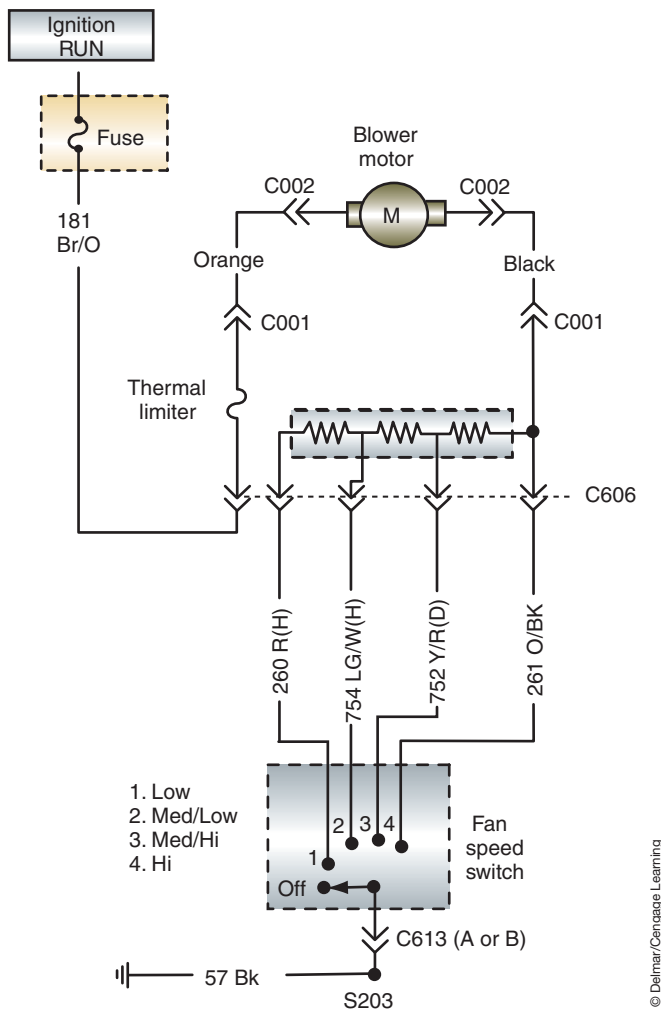 Ignition
RUN
Fuse
Blower
motor
C002
C002
M
181
Br/O
Orange
Black
C001
C001
Thermal
limiter
C606
260 R(H)
754 LG/W(H)
752 Y/R(D)
261 O/BK
1. Low
2. Med/Low
3. Med/Hi
4. Hi
2
3
4
1
Fan
speed
switch
Off
C613 (A or B)
57 Bk
S203
© Delmar/Cengage Learning